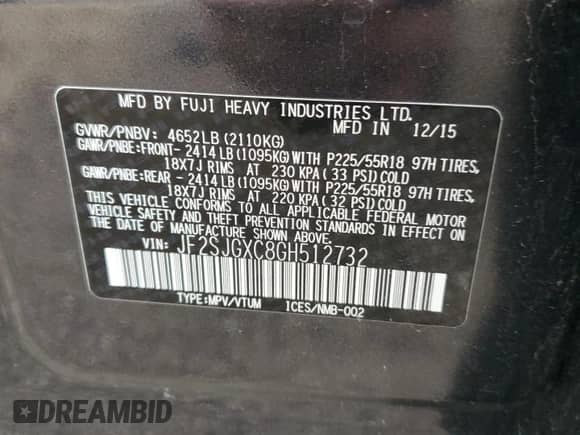 MFD BY FUJI HEAVY INDUSTRIES LTD.
MFD IN 12/15
GVWR/PNBV: 4652LB(2110KG)
GAWR/PNBE:FRONT- 2414LB(1095KG)WITH P225/55R18 97H TIRES,
18X7J RIMS AT 230 KPA (33 PSI)COLD
GAWR/PNBE:REAR - 2414LB(1095KG)WITH P225/55R18 97H TIRES,
18X7J RIMS AT 220 KPA (32 PSI)COLD
THIS VEHICLE CONFORMS TO ALL APPLICABLE FEDERAL MOTOR
VEHICLE SAFETY AND THEFT PREVENTION STANDARDS IN EFFECT ON
THE DATE OF MANUFACTURE SHOWN ABOVE.
VIN: JF2SJGXC8GH512732
TYPE:MPV/VTUM ICES/NMB-002
DREAMBID